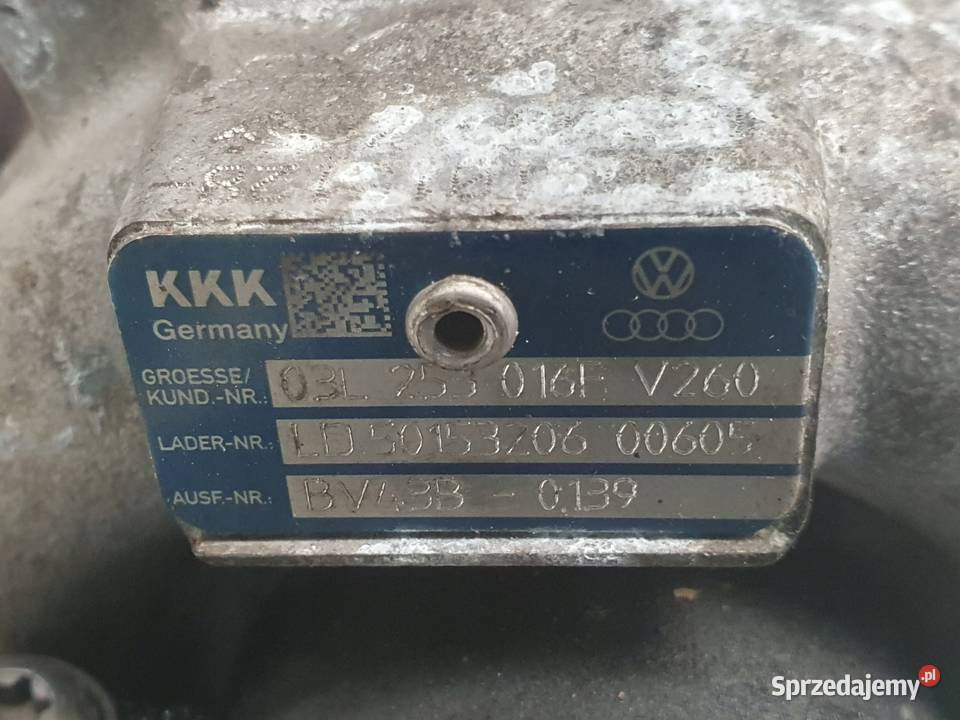 KKK
Germany
GROESSE/
KUND.-NR.: 03L 253 016F V260
LADER-NR.: LD 50153206 00605
AUSF.-NR.: BV43B - 0139
Sprzedajemy.pl